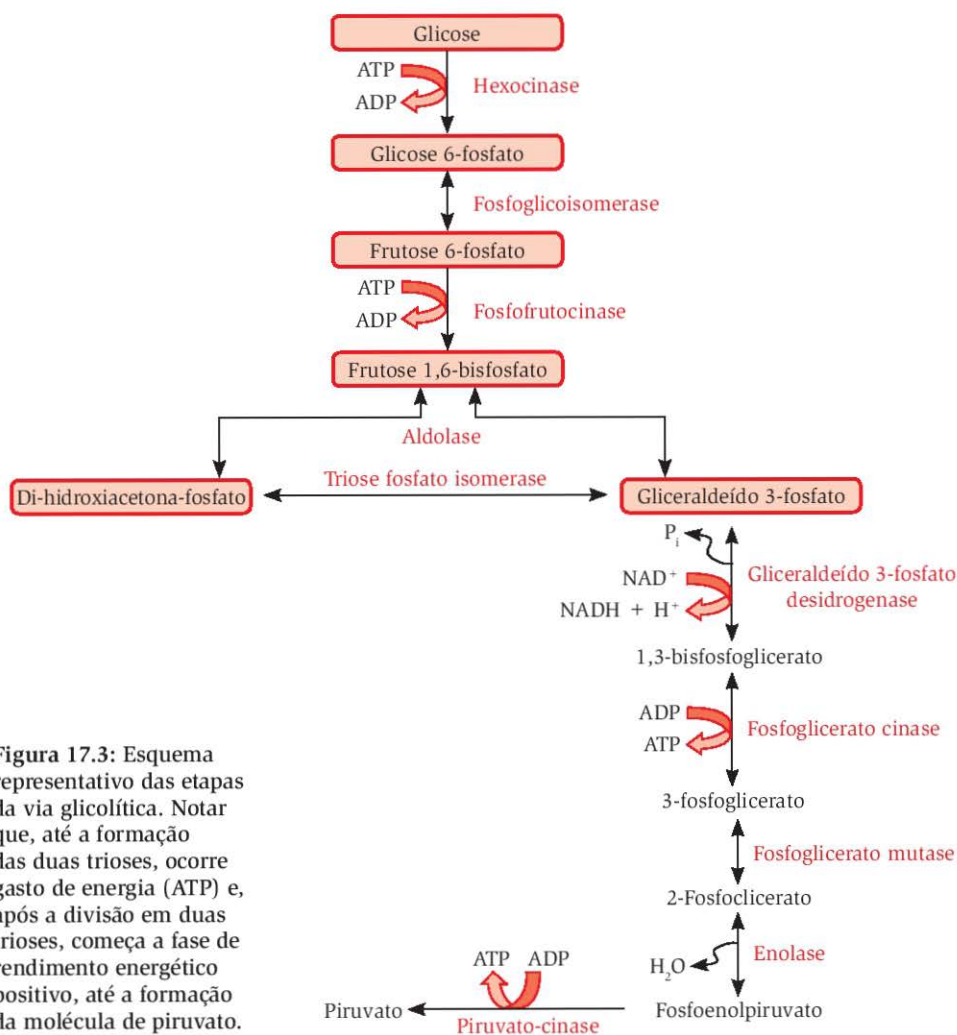 Glicose
ATP
ADP
Hexocinase
Glicose 6-fosfato
Fosfoglicoisomerase
Frutose 6-fosfato
ATP
ADP
Fosfofrutocinase
Frutose 1,6-bisfosfato
Aldolase
Triose fosfato isomerase
Di-hidroxiacetona-fosfato
Gliceraldeído 3-fosfato
Pi
NAD+
NADH + H+
Gliceraldeído 3-fosfato
desidrogenase
1,3-bisfosfoglicerato
ADP
ATP
Fosfoglicerato cinase
3-fosfoglicerato
Fosfoglicerato mutase
2-Fosfoclicerato
H2O
Enolase
Fosfoenolpiruvato
ATP ADP
Piruvato-cinase
Piruvato
Figura 17.3: Esquema
representativo das etapas
da via glicolítica. Notar
que, até a formação
das duas trioses, ocorre
gasto de energia (ATP) e,
após a divisão em duas
trioses, começa a fase de
rendimento energético
positivo, até a formação
da molécula de piruvato.